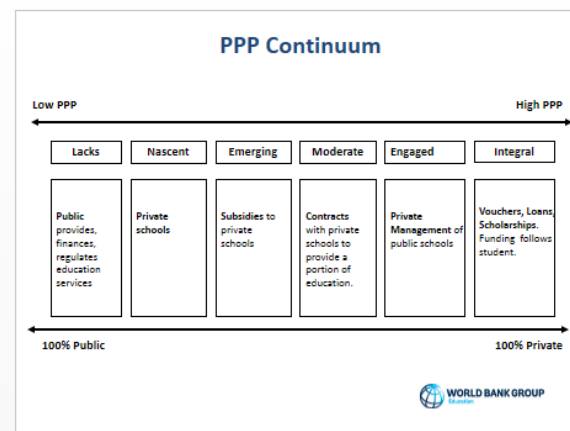 PPP Continuum
Low PPP
High PPP
Lacks
Nascent
Emerging
Moderate
Engaged
Integral
Public
provides,
finances,
regulates
education
services
Private
schools
Subsidies to
private
schools
Contracts
with private
schools to
provide a
portion of
education.
Private
Management of
public schools
Vouchers, Loans,
Scholarships.
Funding follows
student.
100% Public
100% Private
WORLD BANK GROUP
Education